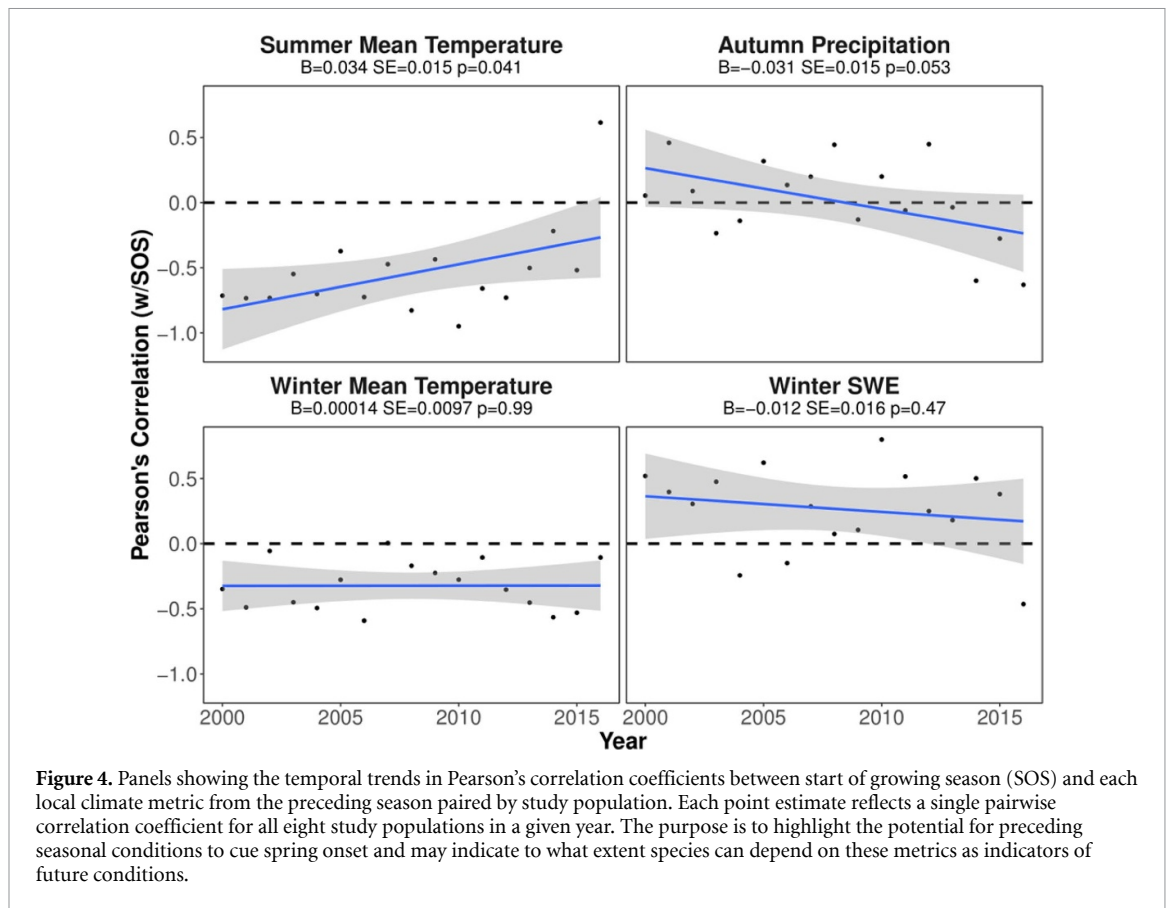 Summer Mean Temperature
B=0.034 SE=0.015 p=0.041
Autumn Precipitation
B=−0.031 SE=0.015 p=0.053
0.5
0.0
−0.5
−1.0
Winter Mean Temperature
B=0.00014 SE=0.0097 p=0.99
Winter SWE
B=−0.012 SE=0.016 p=0.47
0.5
0.0
−0.5
−1.0
Pearson's Correlation (w/SOS)
2000 2005 2010 2015 2000 2005 2010 2015
Year
Figure 4. Panels showing the temporal trends in Pearson's correlation coefficients between start of growing season (SOS) and each
local climate metric from the preceding season paired by study population. Each point estimate reflects a single pairwise
correlation coefficient for all eight study populations in a given year. The purpose is to highlight the potential for preceding
seasonal conditions to cue spring onset and may indicate to what extent species can depend on these metrics as indicators of
future conditions.